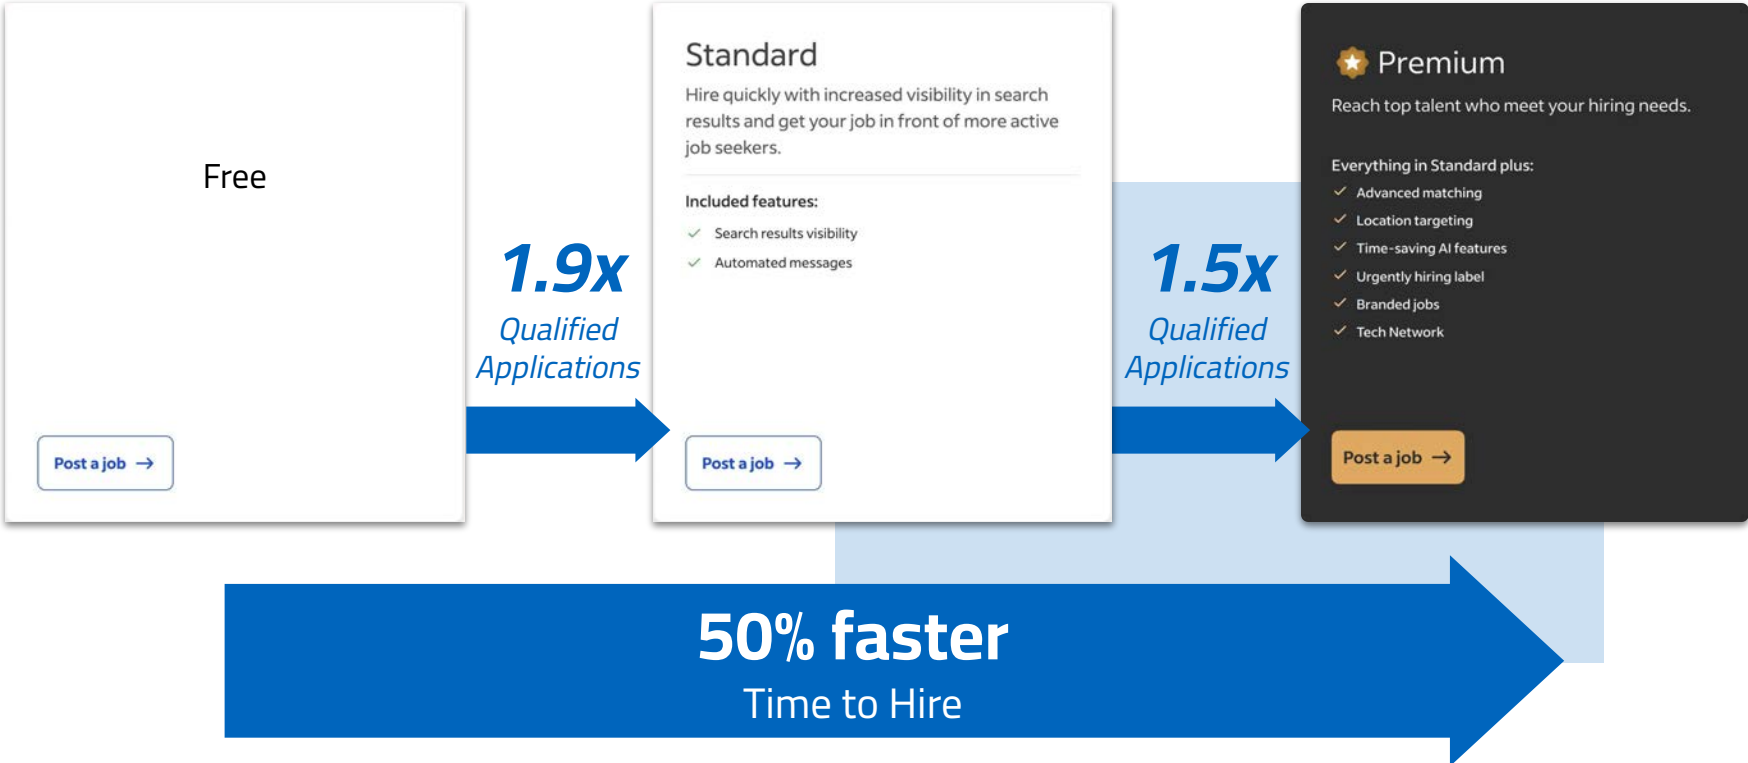 Free
Post a job →
1.9x
Qualified
Applications
Standard
Hire quickly with increased visibility in search
results and get your job in front of more active
job seekers.
Included features:
Search results visibility
Automated messages
Post a job →
1.5x
Qualified
Applications
Premium
Reach top talent who meet your hiring needs.
Everything in Standard plus:
Advanced matching
Location targeting
Time-saving AI features
Urgently hiring label
Branded jobs
Tech Network
Post a job →
50% faster
Time to Hire